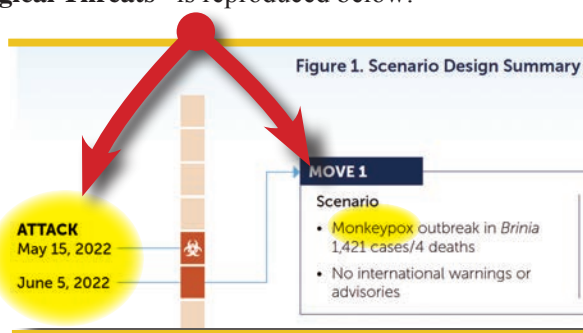 gical Threats" is reproduced below:
Figure 1. Scenario Design Summary
MOVE 1
Scenario
• Monkeypox outbreak in Brinia
1,421 cases/4 deaths
• No international warnings or
advisories
ATTACK
May 15, 2022
June 5, 2022